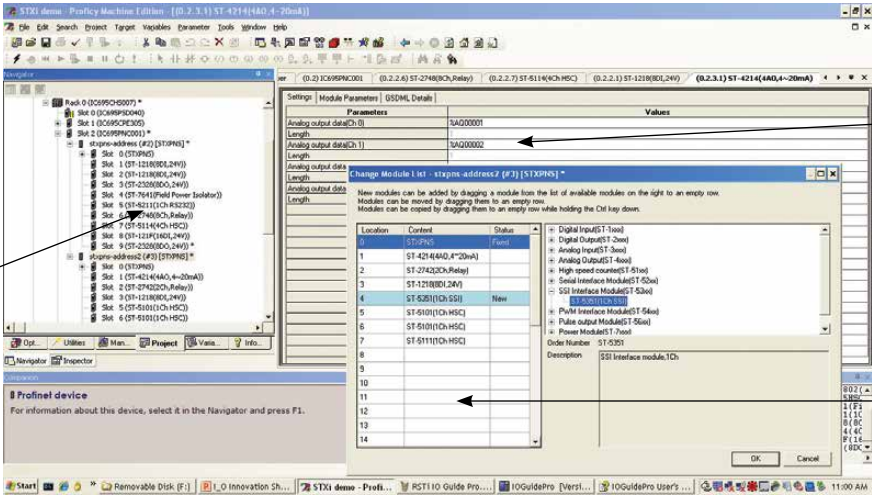 STXi demo - Proficy Machine Edition - [(0.2.3.1) ST-4214(4AO,4~20mA)]
File Edit Search Project Target Variables Parameter Tools Window Help
Navigator
(0.2) IC695PNC001 (0.2.2.6) ST-2748(8Ch,Relay) (0.2.2.7) ST-5114(4Ch HSC) (0.2.2.1) ST-1218(8DI,24V) (0.2.3.1) ST-4214(4AO,4~20mA)
Settings Module Parameters GSDML Details
Parameters Values
Analog output data(Ch 0) %AQ00001
Length
Analog output data(Ch 1) %AQ00002
Length
Analog output data
Length
Analog output data
Length
Rack 0 (IC695CHS007) *
Slot 0 (IC695PSD040)
Slot 1 (IC695CPE305)
Slot 2 (IC695PNC001) *
stxpns-address (#2) [STXPNS] *
Slot 0 (STXPNS)
Slot 1 (ST-1218(8DI,24V))
Slot 2 (ST-1218(8DI,24V))
Slot 3 (ST-2328(8DO,24V))
Slot 4 (ST-7641(Field Power Isolator))
Slot 5 (ST-5211(1Ch RS232))
Slot 6 (ST-2748(8Ch,Relay))
Slot 7 (ST-5114(4Ch HSC))
Slot 8 (ST-121F(16DI,24V))
Slot 9 (ST-2328(8DO,24V)) *
stxpns-address2 (#3) [STXPNS] *
Slot 0 (STXPNS)
Slot 1 (ST-4214(4AO,4~20mA))
Slot 2 (ST-2742(2Ch,Relay))
Slot 3 (ST-1218(8DI,24V))
Slot 5 (ST-5101(1Ch HSC))
Slot 6 (ST-5101(1Ch HSC))
Opt... Utilities Man... Project Varia... Info...
Navigator Inspector
Change Module List - stxpns-address2 (#3) [STXPNS] *
New modules can be added by dragging a module from the list of available modules on the right to an empty row.
Modules can be moved by dragging them to an empty row.
Modules can be copied by dragging them to an empty row while holding the Ctrl key down.
Location Content Status
0 STXPNS Fixed
1 ST-4214(4AO,4~20mA)
2 ST-2742(2Ch,Relay)
3 ST-1218(8DI,24V)
4 ST-5351(1Ch SSI) New
5 ST-5101(1Ch HSC)
6 ST-5101(1Ch HSC)
7 ST-5111(1Ch HSC)
8
9
10
11
12
13
14
Digital Input(ST-1xxx)
Digital Output(ST-2xxx)
Analog Input(ST-3xxx)
Analog Output(ST-4xxx)
High speed counter(ST-51xx)
Serial Interface Module(ST-52xx)
SSI Interface Module(ST-53xx)
ST-5351(1Ch SSI)
PWM Interface Module(ST-54xx)
Pulse output Module(ST-56xx)
Power Module(ST-7xxx)
Order Number ST-5351
Description SSI Interface module,1Ch
OK Cancel
Companion
Profinet device
For information about this device, select it in the Navigator and press F1.
Start Removable Disk (F:) I_O Innovation Sh... STXi demo - Profi... RSTi IO Guide Pro.... IOGuidePro [Versi... IOGuidePro User's ... 11:00 AM